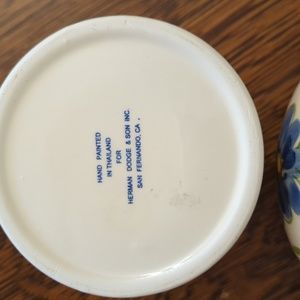 HAND PAINTED
IN THAILAND
FOR
HERMAN DODGE & SON INC.
SAN FERNANDO, CA.